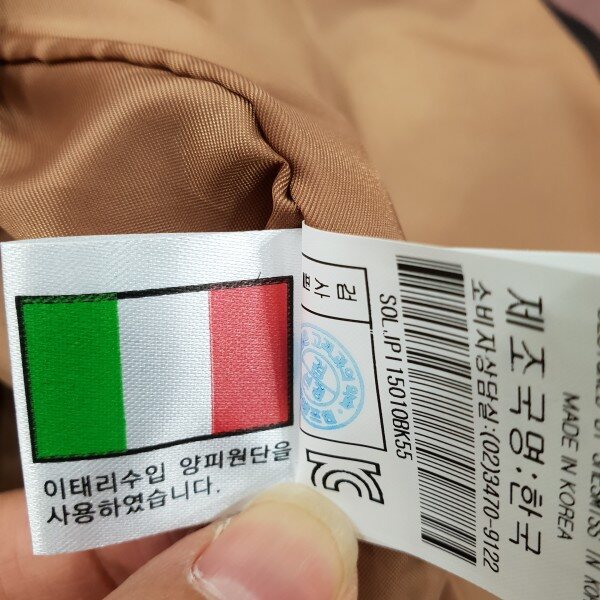 이태리수입 양피원단을
사용하였습니다.
검사필
SOLJPI15010BK55
소비자상담실:(02)3470-9122
제조국명:한국
MADE IN KOREA